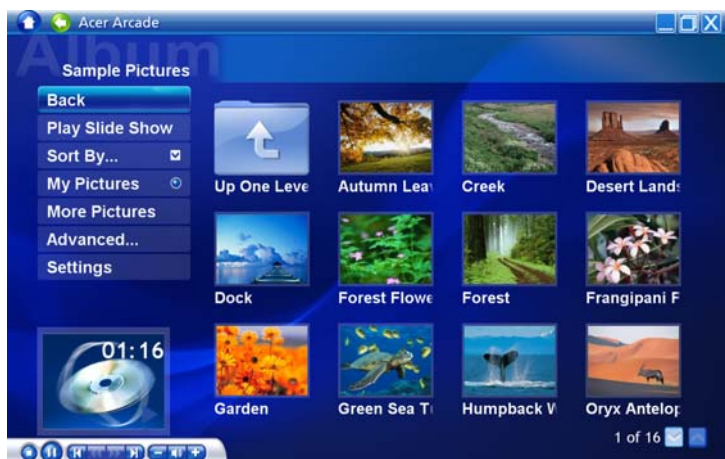 Acer Arcade
Album
Sample Pictures
Back
Play Slide Show
Sort By...
My Pictures
More Pictures
Advanced...
Settings
Up One Leve
Autumn Lea
Creek
Desert Lands
Dock
Forest Flowe
Forest
Frangipani F
Garden
Green Sea T
Humpback W
Oryx Antelop
01:16
1 of 16